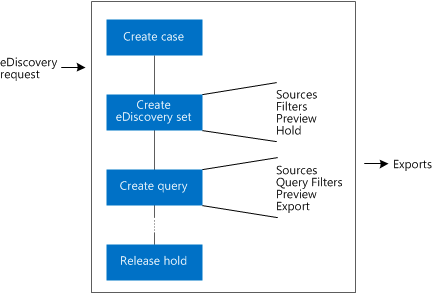 Create case
eDiscovery
request
Create
eDiscovery set
Sources
Filters
Preview
Hold
Exports
Create query
Sources
Query Filters
Preview
Export
Release hold